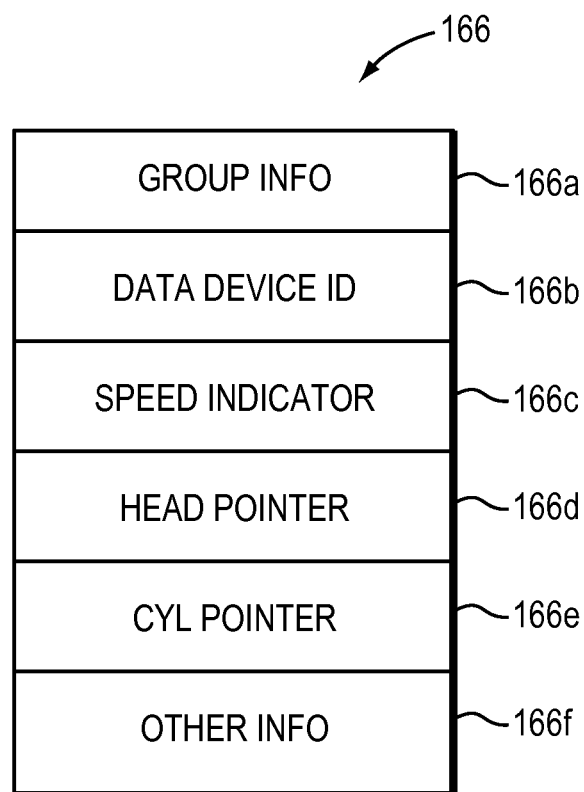 166
GROUP INFO 166a
DATA DEVICE ID 166b
SPEED INDICATOR 166c
HEAD POINTER 166d
CYL POINTER 166e
OTHER INFO 166f